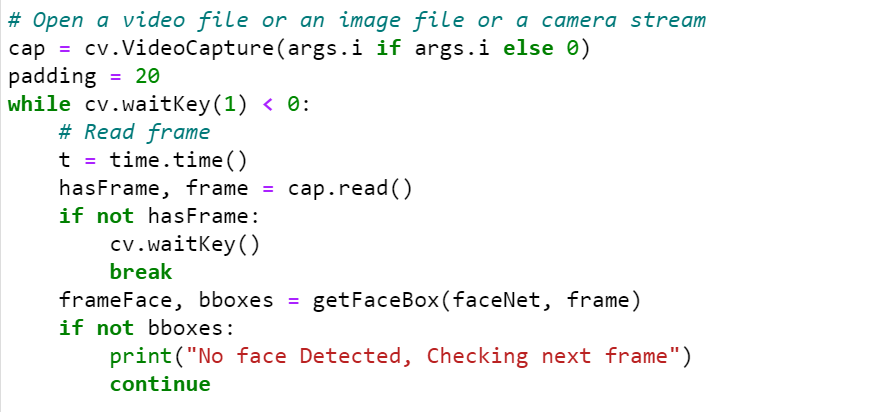 # Open a video file or an image file or a camera stream
cap = cv.VideoCapture(args.i if args.i else 0)
padding = 20
while cv.waitKey(1) < 0:
    # Read frame
    t = time.time()
    hasFrame, frame = cap.read()
    if not hasFrame:
        cv.waitKey()
        break
    frameFace, bboxes = getFaceBox(faceNet, frame)
    if not bboxes:
        print("No face Detected, Checking next frame")
        continue